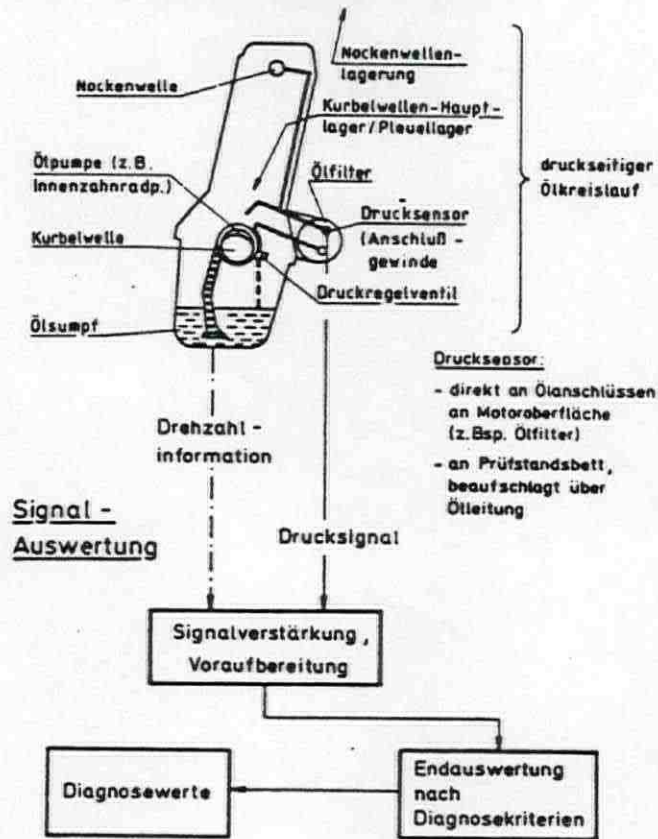 Nockenwellen-
lagerung
Nockenwelle
Kurbelwellen-Haupt-
lager/Pleuellager
Ölpumpe (z.B.
Innenzahnradp.)
Ölfilter
druckseitiger
Ölkreislauf
Drucksensor
(Anschluß-
gewinde
Kurbelwelle
Druckregelventil
Ölsumpf
Drucksensor:
- direkt an Ölanschlüssen
an Motoroberfläche
(z.Bsp. Ölfilter)
- an Prüfstandsbett,
beaufschlagt über
Ölleitung
Drehzahl-
information
Signal-
Auswertung
Drucksignal
Signalverstärkung,
Voraufbereitung
Diagnosewerte
Endauswertung
nach
Diagnosekriterien